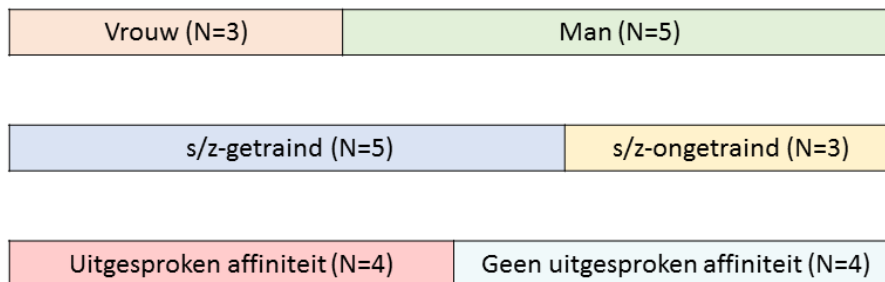 Vrouw (N=3) Man (N=5)
s/z-getraind (N=5) s/z-ongetraind (N=3)
Uitgesproken affiniteit (N=4) Geen uitgesproken affiniteit (N=4)